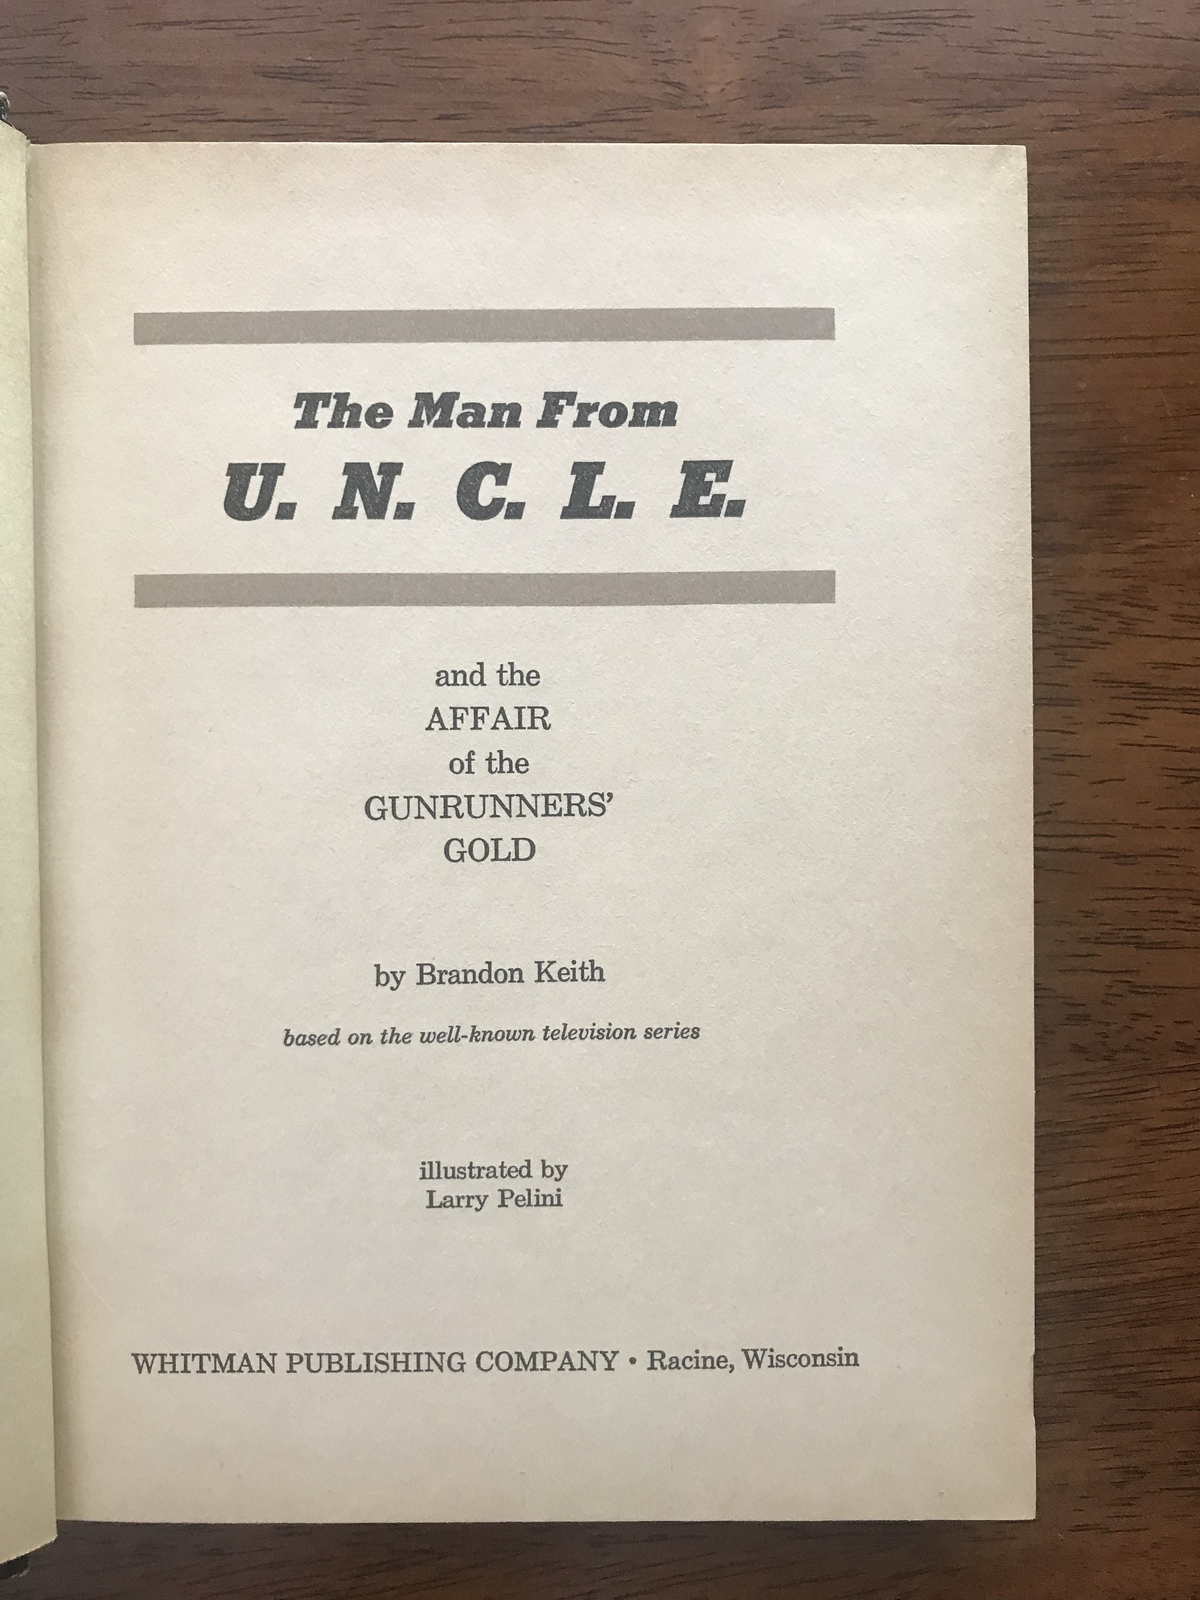 The Man From
U. N. C. L. E.
and the
AFFAIR
of the
GUNRUNNERS’
GOLD
by Brandon Keith
based on the well-known television series
illustrated by
Larry Pelini
WHITMAN PUBLISHING COMPANY • Racine, Wisconsin